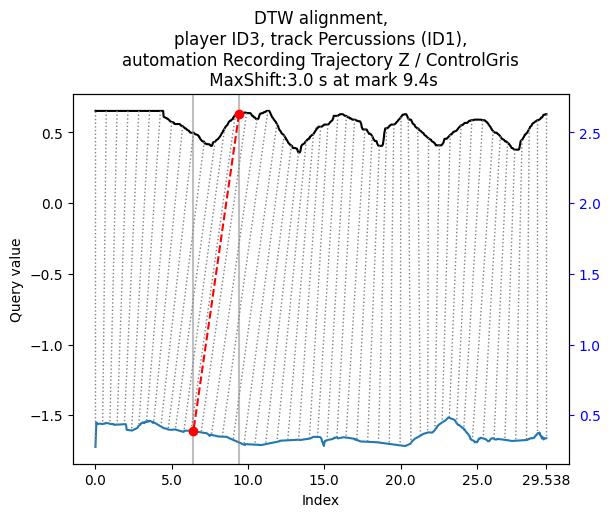 DTW alignment,
player ID3, track Percussions (ID1),
automation Recording Trajectory Z / ControlGris
MaxShift:3.0 s at mark 9.4s
Query value
0.5
0.0
−0.5
−1.0
−1.5
2.5
2.0
1.5
1.0
0.5
0.0 5.0 10.0 15.0 20.0 25.0 29.538
Index